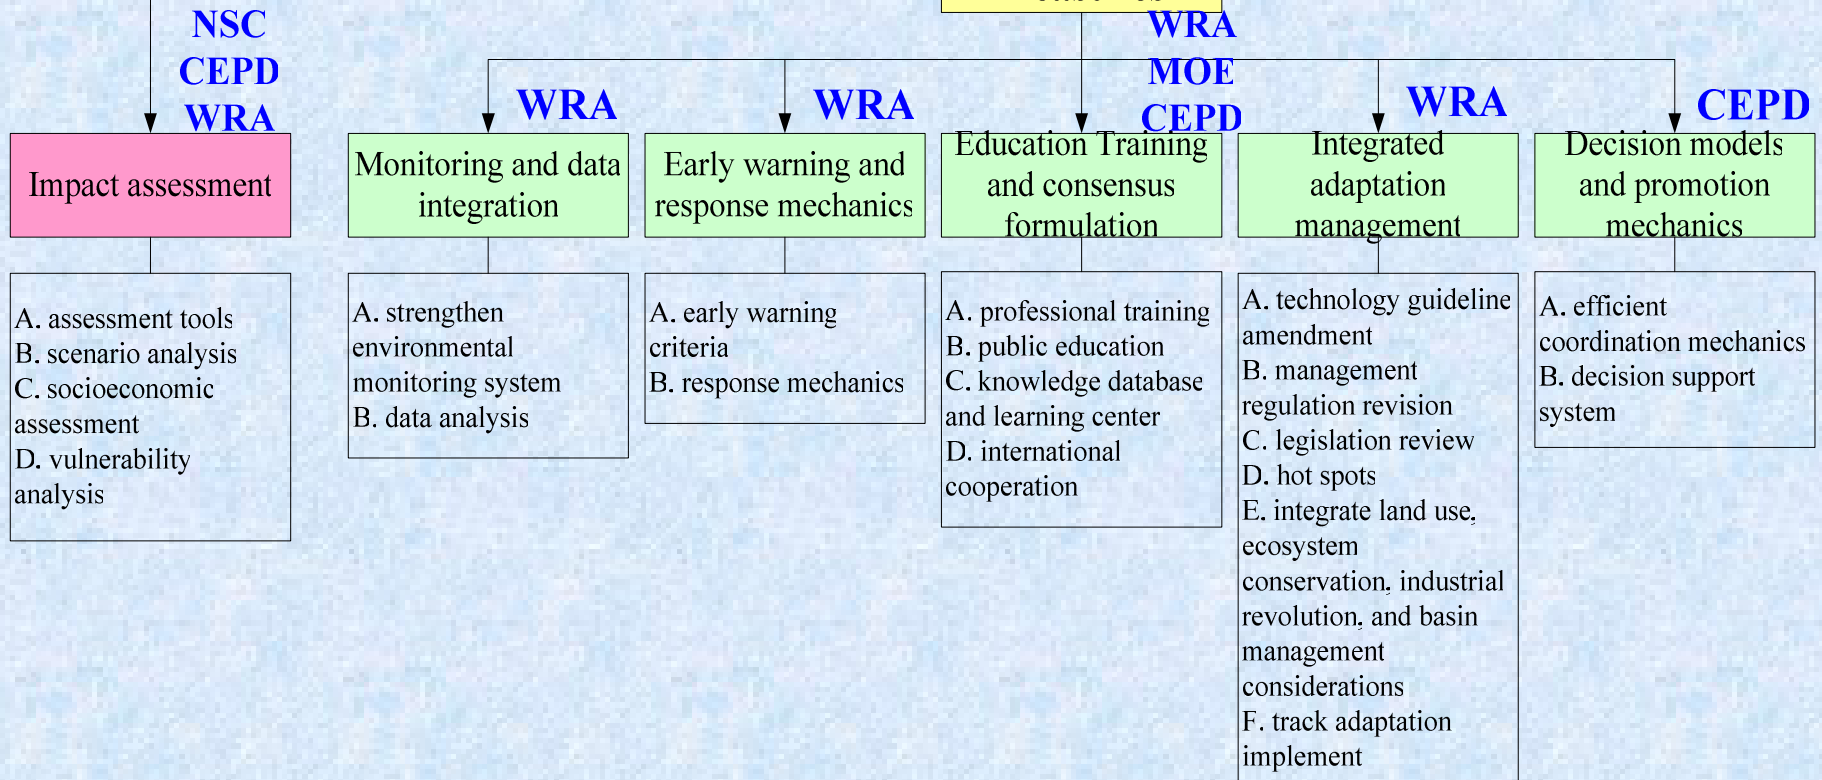 NSC
CEPD
WRA
Impact assessment
A. assessment tools
B. scenario analysis
C. socioeconomic
assessment
D. vulnerability
analysis
WRA
Monitoring and data
integration
A. strengthen
environmental
monitoring system
B. data analysis
WRA
Early warning and
response mechanics
A. early warning
criteria
B. response mechanics
WRA
MOE
CEPD
Education Training
and consensus
formulation
A. professional training
B. public education
C. knowledge database
and learning center
D. international
cooperation
WRA
Integrated
adaptation
management
A. technology guideline
amendment
B. management
regulation revision
C. legislation review
D. hot spots
E. integrate land use,
ecosystem
conservation, industrial
revolution, and basin
management
considerations
F. track adaptation
implement
CEPD
Decision models
and promotion
mechanics
A. efficient
coordination mechanics
B. decision support
system